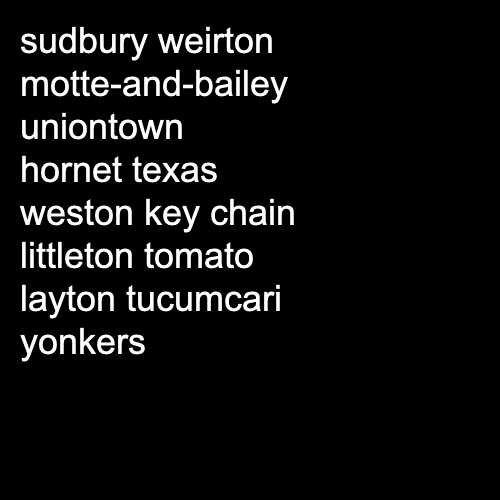 sudbury weirton
motte-and-bailey
uniontown
hornet texas
weston key chain
littleton tomato
layton tucumcari
yonkers